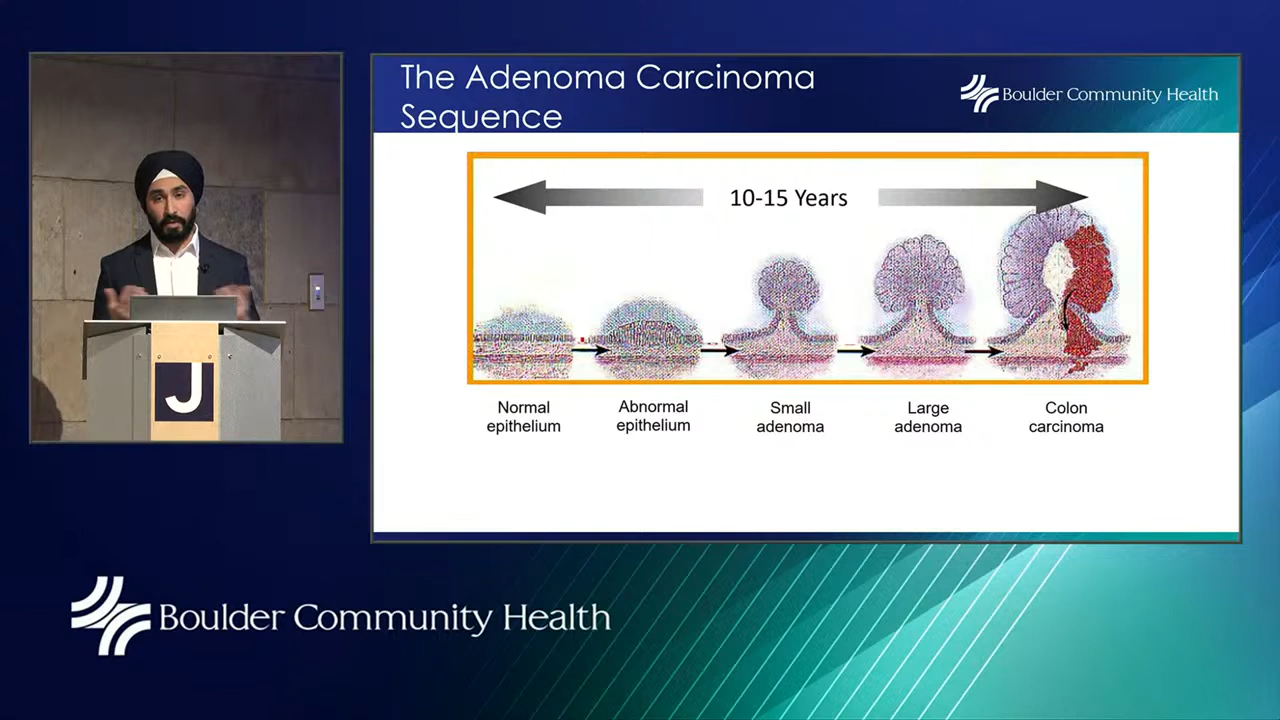 The Adenoma Carcinoma
Sequence
Boulder Community Health
10-15 Years
Normal
epithelium
Abnormal
epithelium
Small
adenoma
Large
adenoma
Colon
carcinoma
J
Boulder Community Health